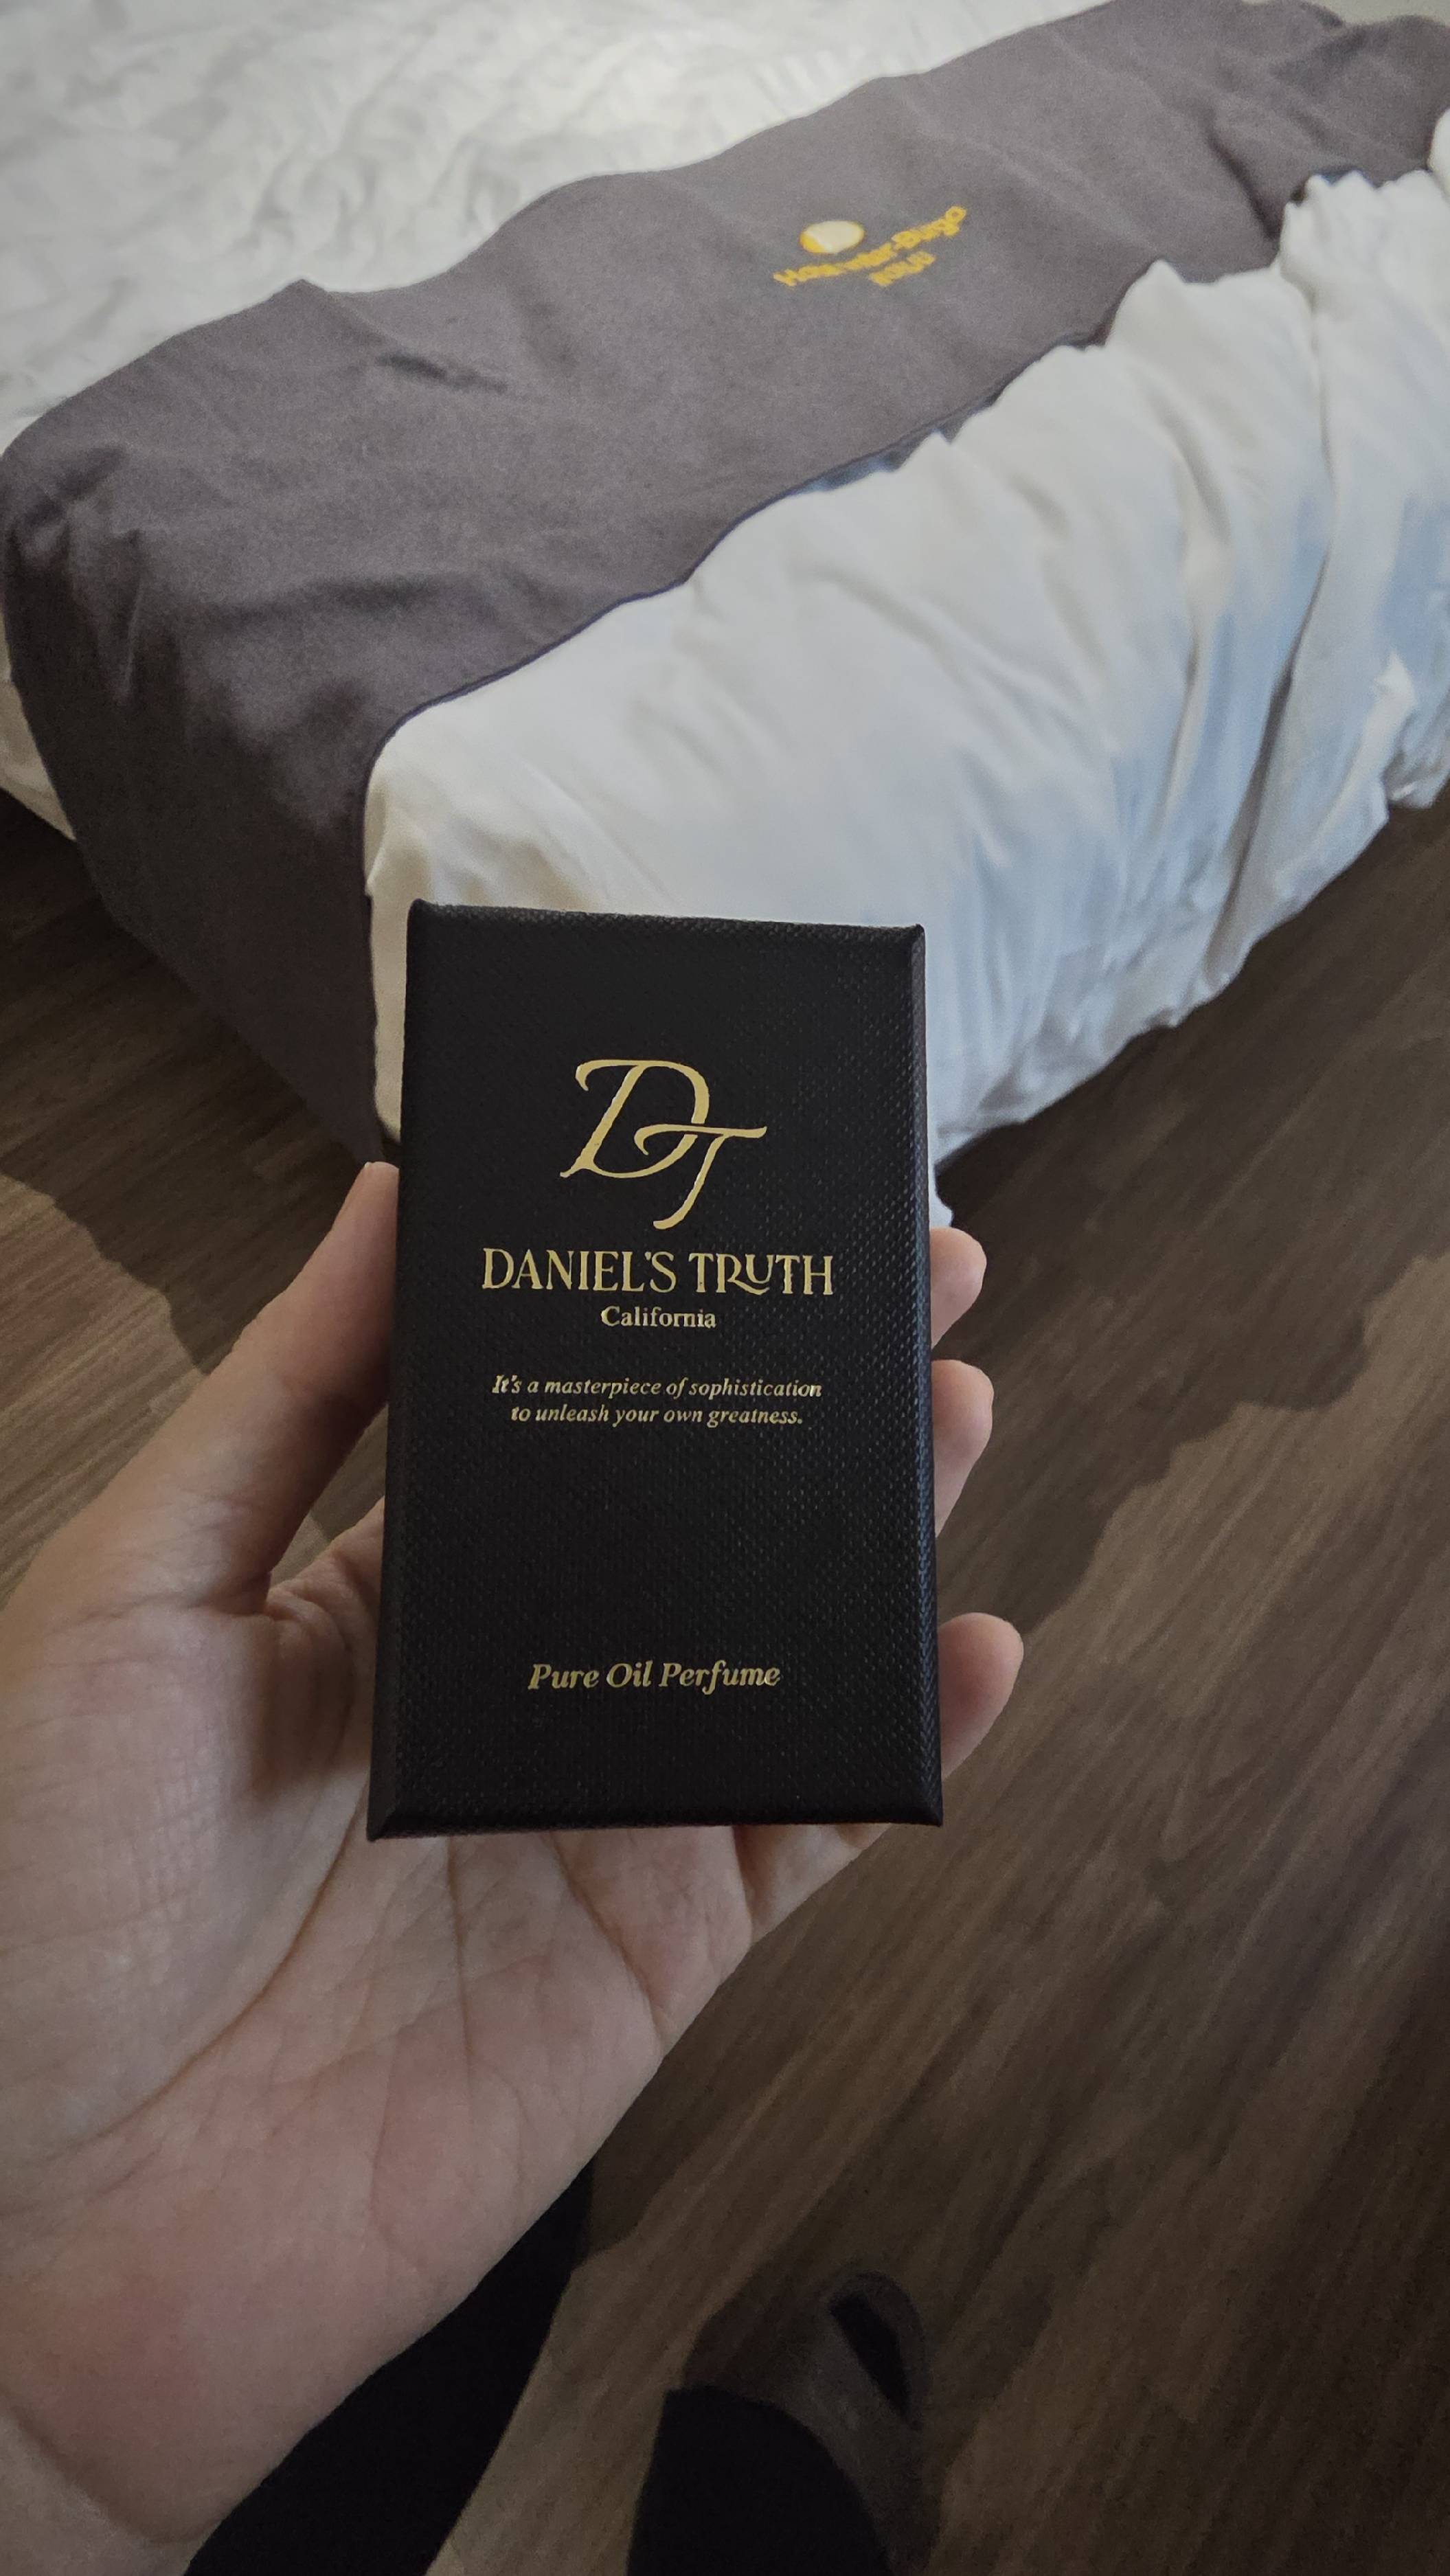 DT
DANIEL'S TRUTH
California
It's a masterpiece of sophistication
to unleash your own greatness.
Pure Oil Perfume